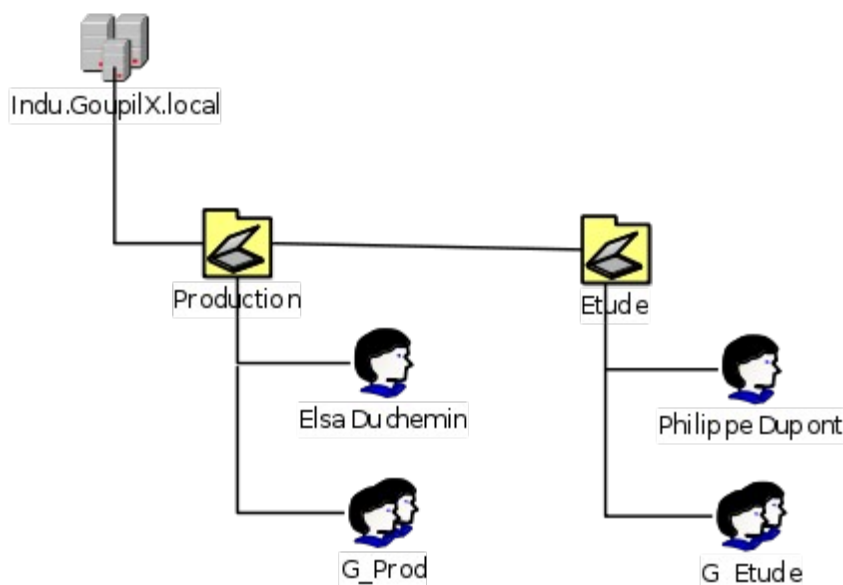 Indu.GoupilX.local
Production
Etude
Elsa Duchemin
Philippe Dupont
G_Prod
G_Etude